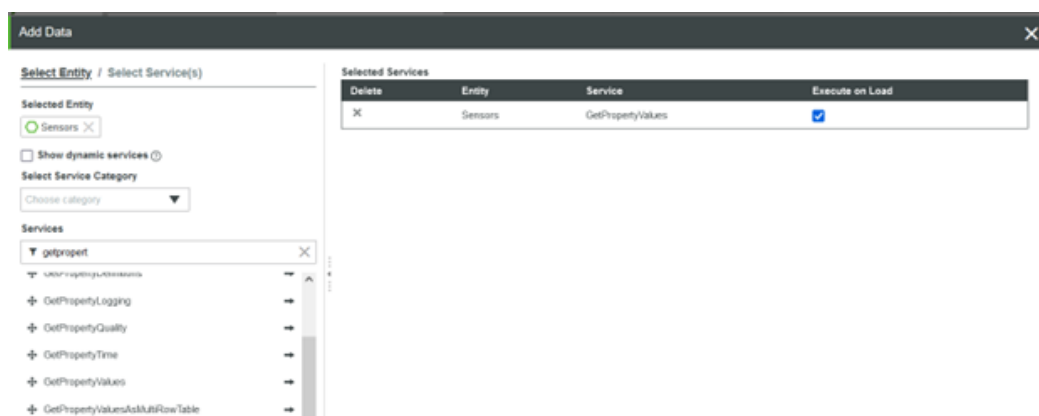 Add Data
Select Entity / Select Service(s)
Selected Entity
Sensors
Show dynamic services
Select Service Category
Choose category
Services
getpropert
GetPropertyDefinitions
GetPropertyLogging
GetPropertyQuality
GetPropertyTime
GetPropertyValues
GetPropertyValuesAsMultiRowTable
Selected Services
Delete Entity Service Execute on Load
Sensors GetPropertyValues